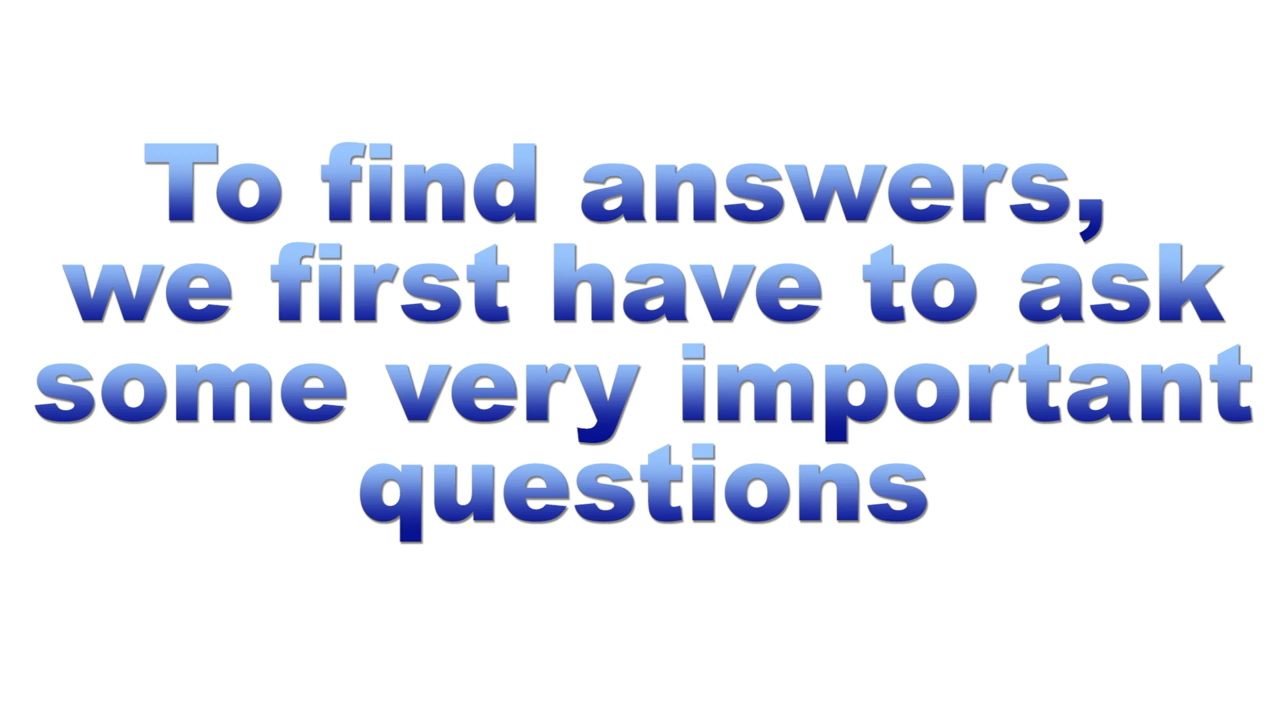 To find answers,
we first have to ask
some very important
questions